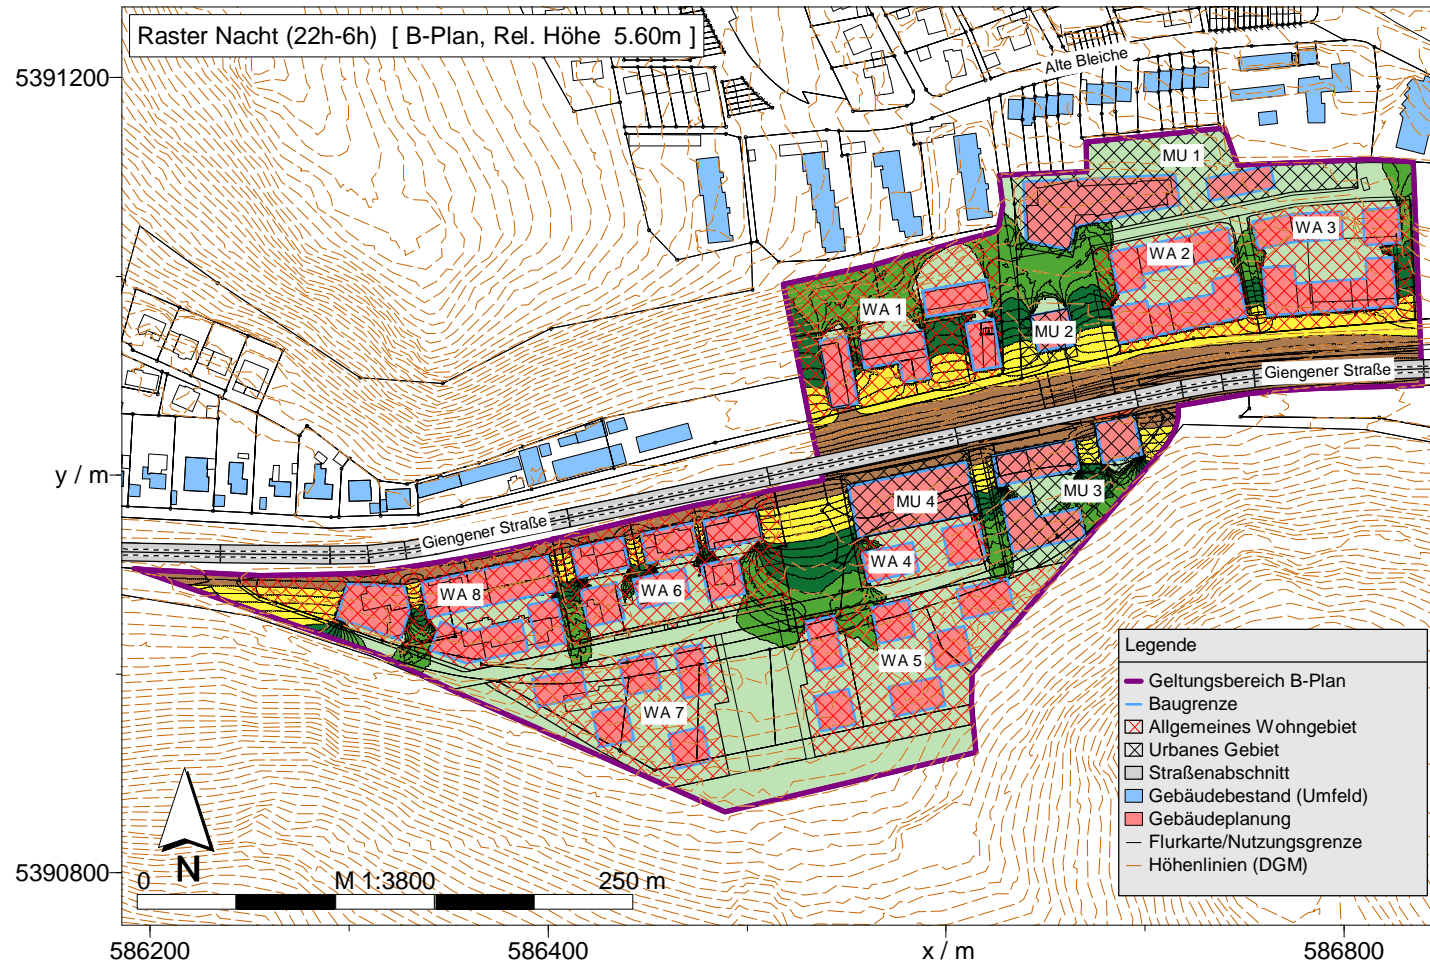 Raster Nacht (22h-6h) [ B-Plan, Rel. Höhe 5.60m ]
5391200
Alte Bleiche
MU 1
WA 3
WA 2
WA 1
MU 2
Giengener Straße
y / m
MU 3
MU 4
Giengener Straße
WA 4
WA 8
WA 6
WA 5
WA 7
Legende
Geltungsbereich B-Plan
Baugrenze
Allgemeines Wohngebiet
Urbanes Gebiet
Straßenabschnitt
Gebäudebestand (Umfeld)
Gebäudeplanung
Flurkarte/Nutzungsgrenze
Höhenlinien (DGM)
N
5390800
0 M 1:3800 250 m
586200 586400 x / m 586800